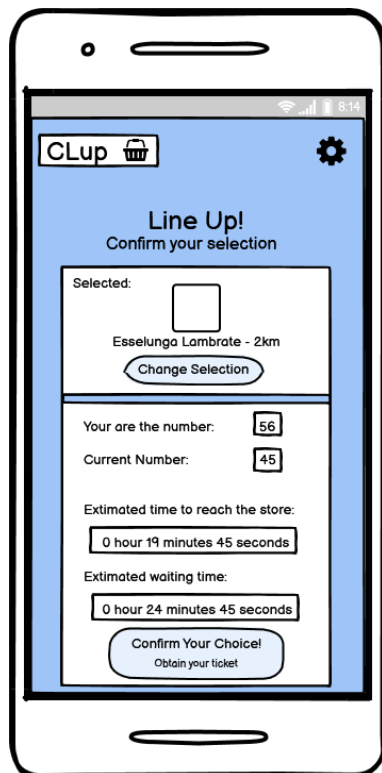 8:14
CLup
Line Up!
Confirm your selection
Selected:
Esselunga Lambrate - 2km
Change Selection
Your are the number: 56
Current Number: 45
Extimated time to reach the store:
0 hour 19 minutes 45 seconds
Extimated waiting time:
0 hour 24 minutes 45 seconds
Confirm Your Choice!
Obtain your ticket